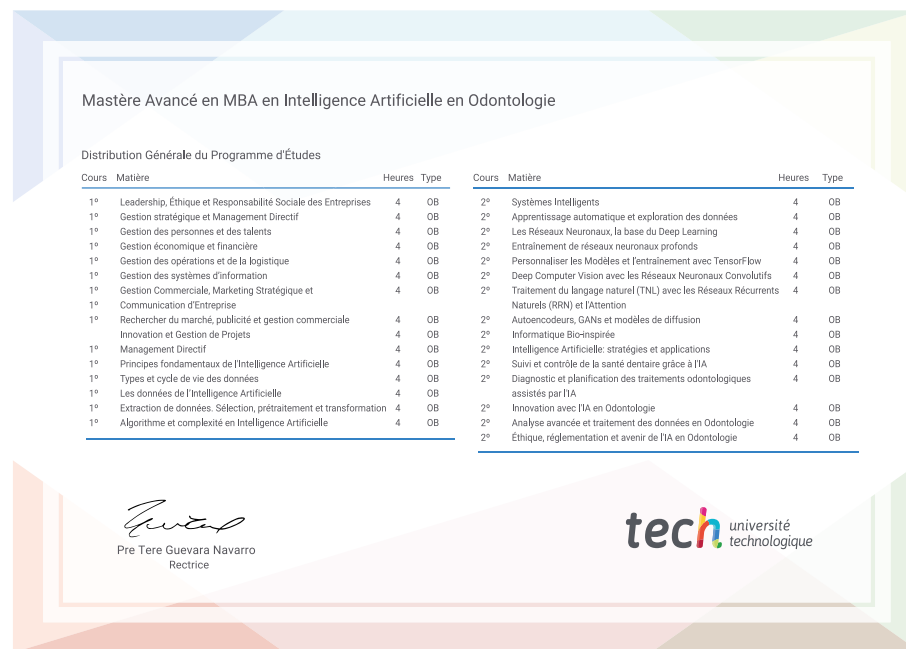 Mastère Avancé en MBA en Intelligence Artificielle en Odontologie
Distribution Générale du Programme d'Études
Cours Matière Heures Type
1º Leadership, Éthique et Responsabilité Sociale des Entreprises 4 OB
1º Gestion stratégique et Management Directif 4 OB
1º Gestion des personnes et des talents 4 OB
1º Gestion économique et financière 4 OB
1º Gestion des opérations et de la logistique 4 OB
1º Gestion des systèmes d'information 4 OB
1º Gestion Commerciale, Marketing Stratégique et 4 OB
1º Communication d'Entreprise
1º Rechercher du marché, publicité et gestion commerciale 4 OB
Innovation et Gestion de Projets 4 OB
1º Management Directif 4 OB
1º Principes fondamentaux de l'Intelligence Artificielle 4 OB
1º Types et cycle de vie des données 4 OB
1º Les données de l'Intelligence Artificielle 4 OB
1º Extraction de données. Sélection, prétraitement et transformation 4 OB
1º Algorithme et complexité en Intelligence Artificielle 4 OB
Cours Matière Heures Type
2º Systèmes Intelligents 4 OB
2º Apprentissage automatique et exploration des données 4 OB
2º Les Réseaux Neuronaux, la base du Deep Learning 4 OB
2º Entraînement de réseaux neuronaux profonds 4 OB
2º Personnaliser les Modèles et l'entraînement avec TensorFlow 4 OB
2º Deep Computer Vision avec les Réseaux Neuronaux Convolutifs 4 OB
2º Traitement du langage naturel (TNL) avec les Réseaux Récurrents 4 OB
Naturels (RRN) et l'Attention
2º Autoencodeurs, GANs et modèles de diffusion 4 OB
2º Informatique Bio-inspirée 4 OB
2º Intelligence Artificielle: stratégies et applications 4 OB
2º Suivi et contrôle de la santé dentaire grâce à l'IA 4 OB
2º Diagnostic et planification des traitements odontologiques 4 OB
assistés par l'IA
2º Innovation avec l'IA en Odontologie 4 OB
2º Analyse avancée et traitement des données en Odontologie 4 OB
2º Éthique, réglementation et avenir de l'IA en Odontologie 4 OB
Pre Tere Guevara Navarro
Rectrice
tech université
technologique